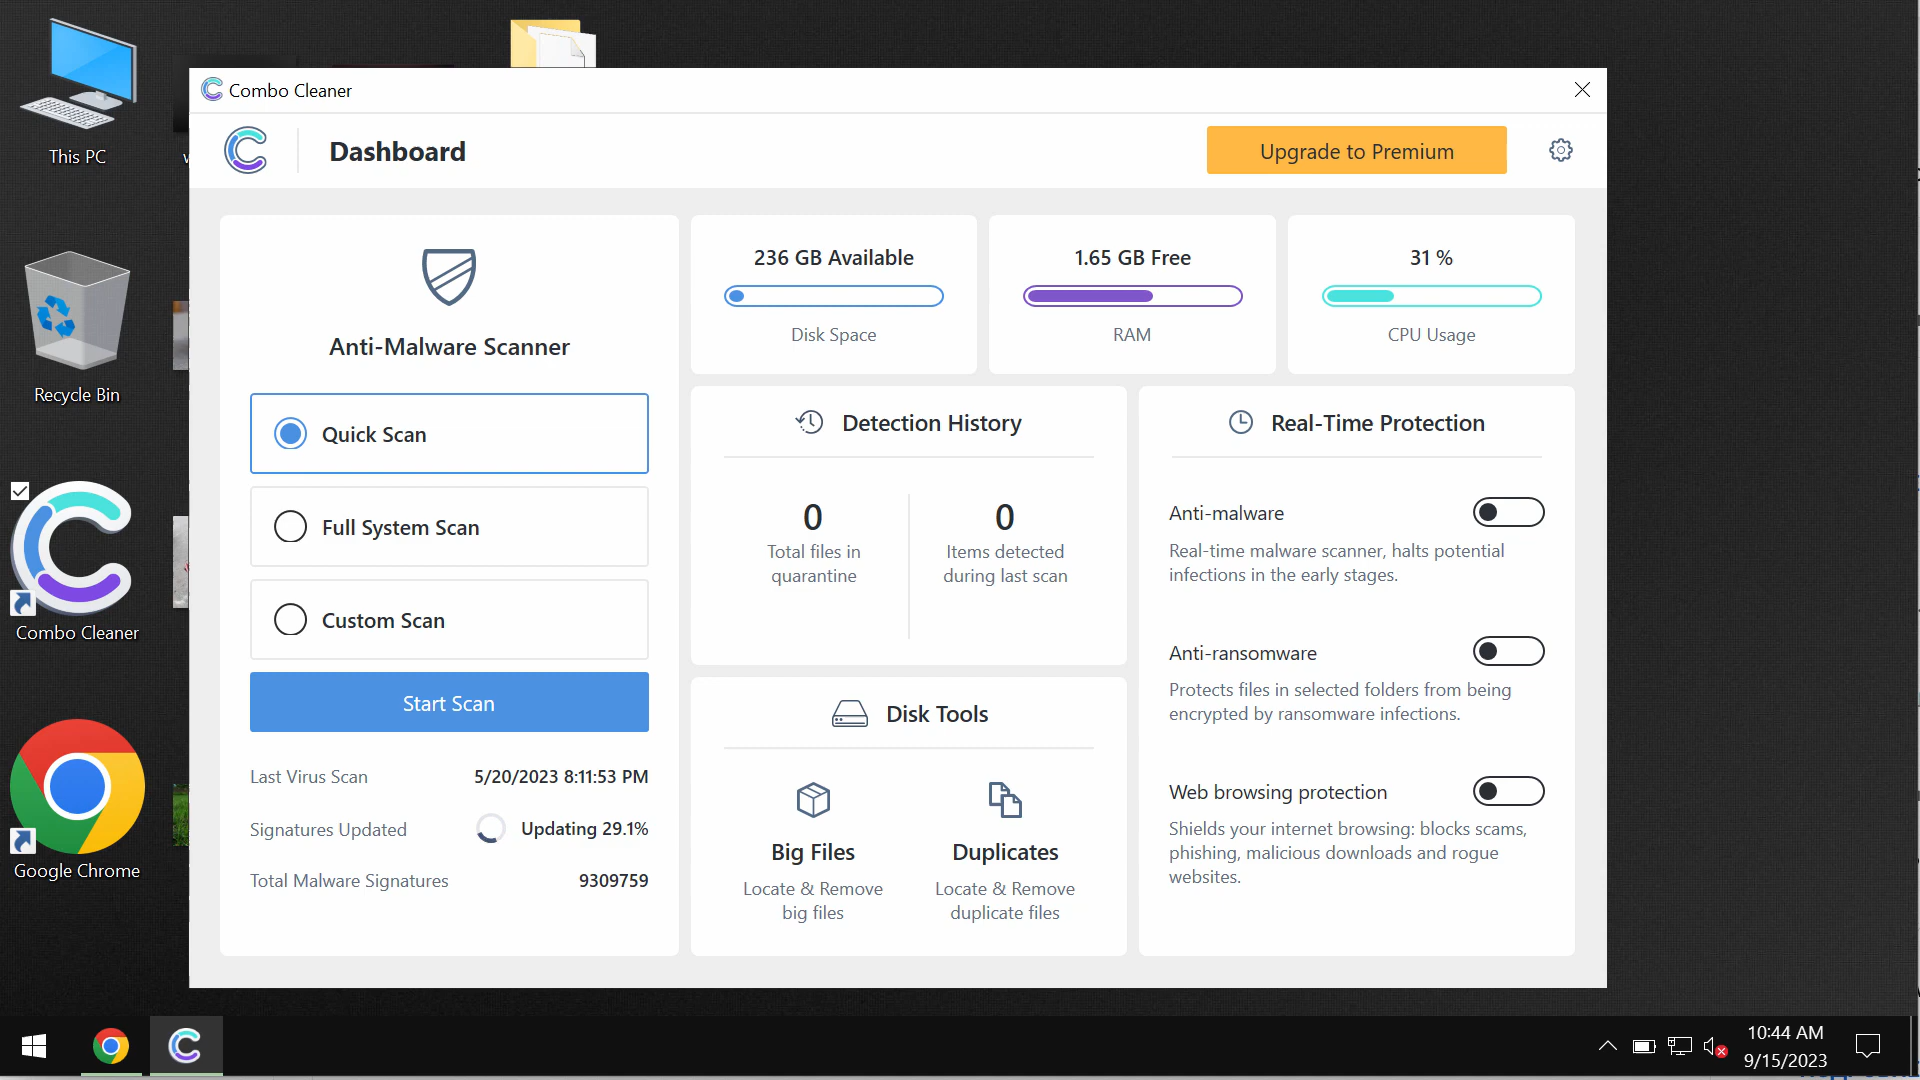 This PC
Recycle Bin
Combo Cleaner
Google Chrome
Combo Cleaner
Dashboard
Upgrade to Premium
Anti-Malware Scanner
Quick Scan
Full System Scan
Custom Scan
Start Scan
Last Virus Scan 5/20/2023 8:11:53 PM
Signatures Updated Updating 29.1%
Total Malware Signatures 9309759
236 GB Available
Disk Space
1.65 GB Free
RAM
31 %
CPU Usage
Detection History
0
Total files in
quarantine
0
Items detected
during last scan
Disk Tools
Big Files
Locate & Remove
big files
Duplicates
Locate & Remove
duplicate files
Real-Time Protection
Anti-malware
Real-time malware scanner, halts potential
infections in the early stages.
Anti-ransomware
Protects files in selected folders from being
encrypted by ransomware infections.
Web browsing protection
Shields your internet browsing: blocks scams,
phishing, malicious downloads and rogue
websites.
10:44 AM
9/15/2023